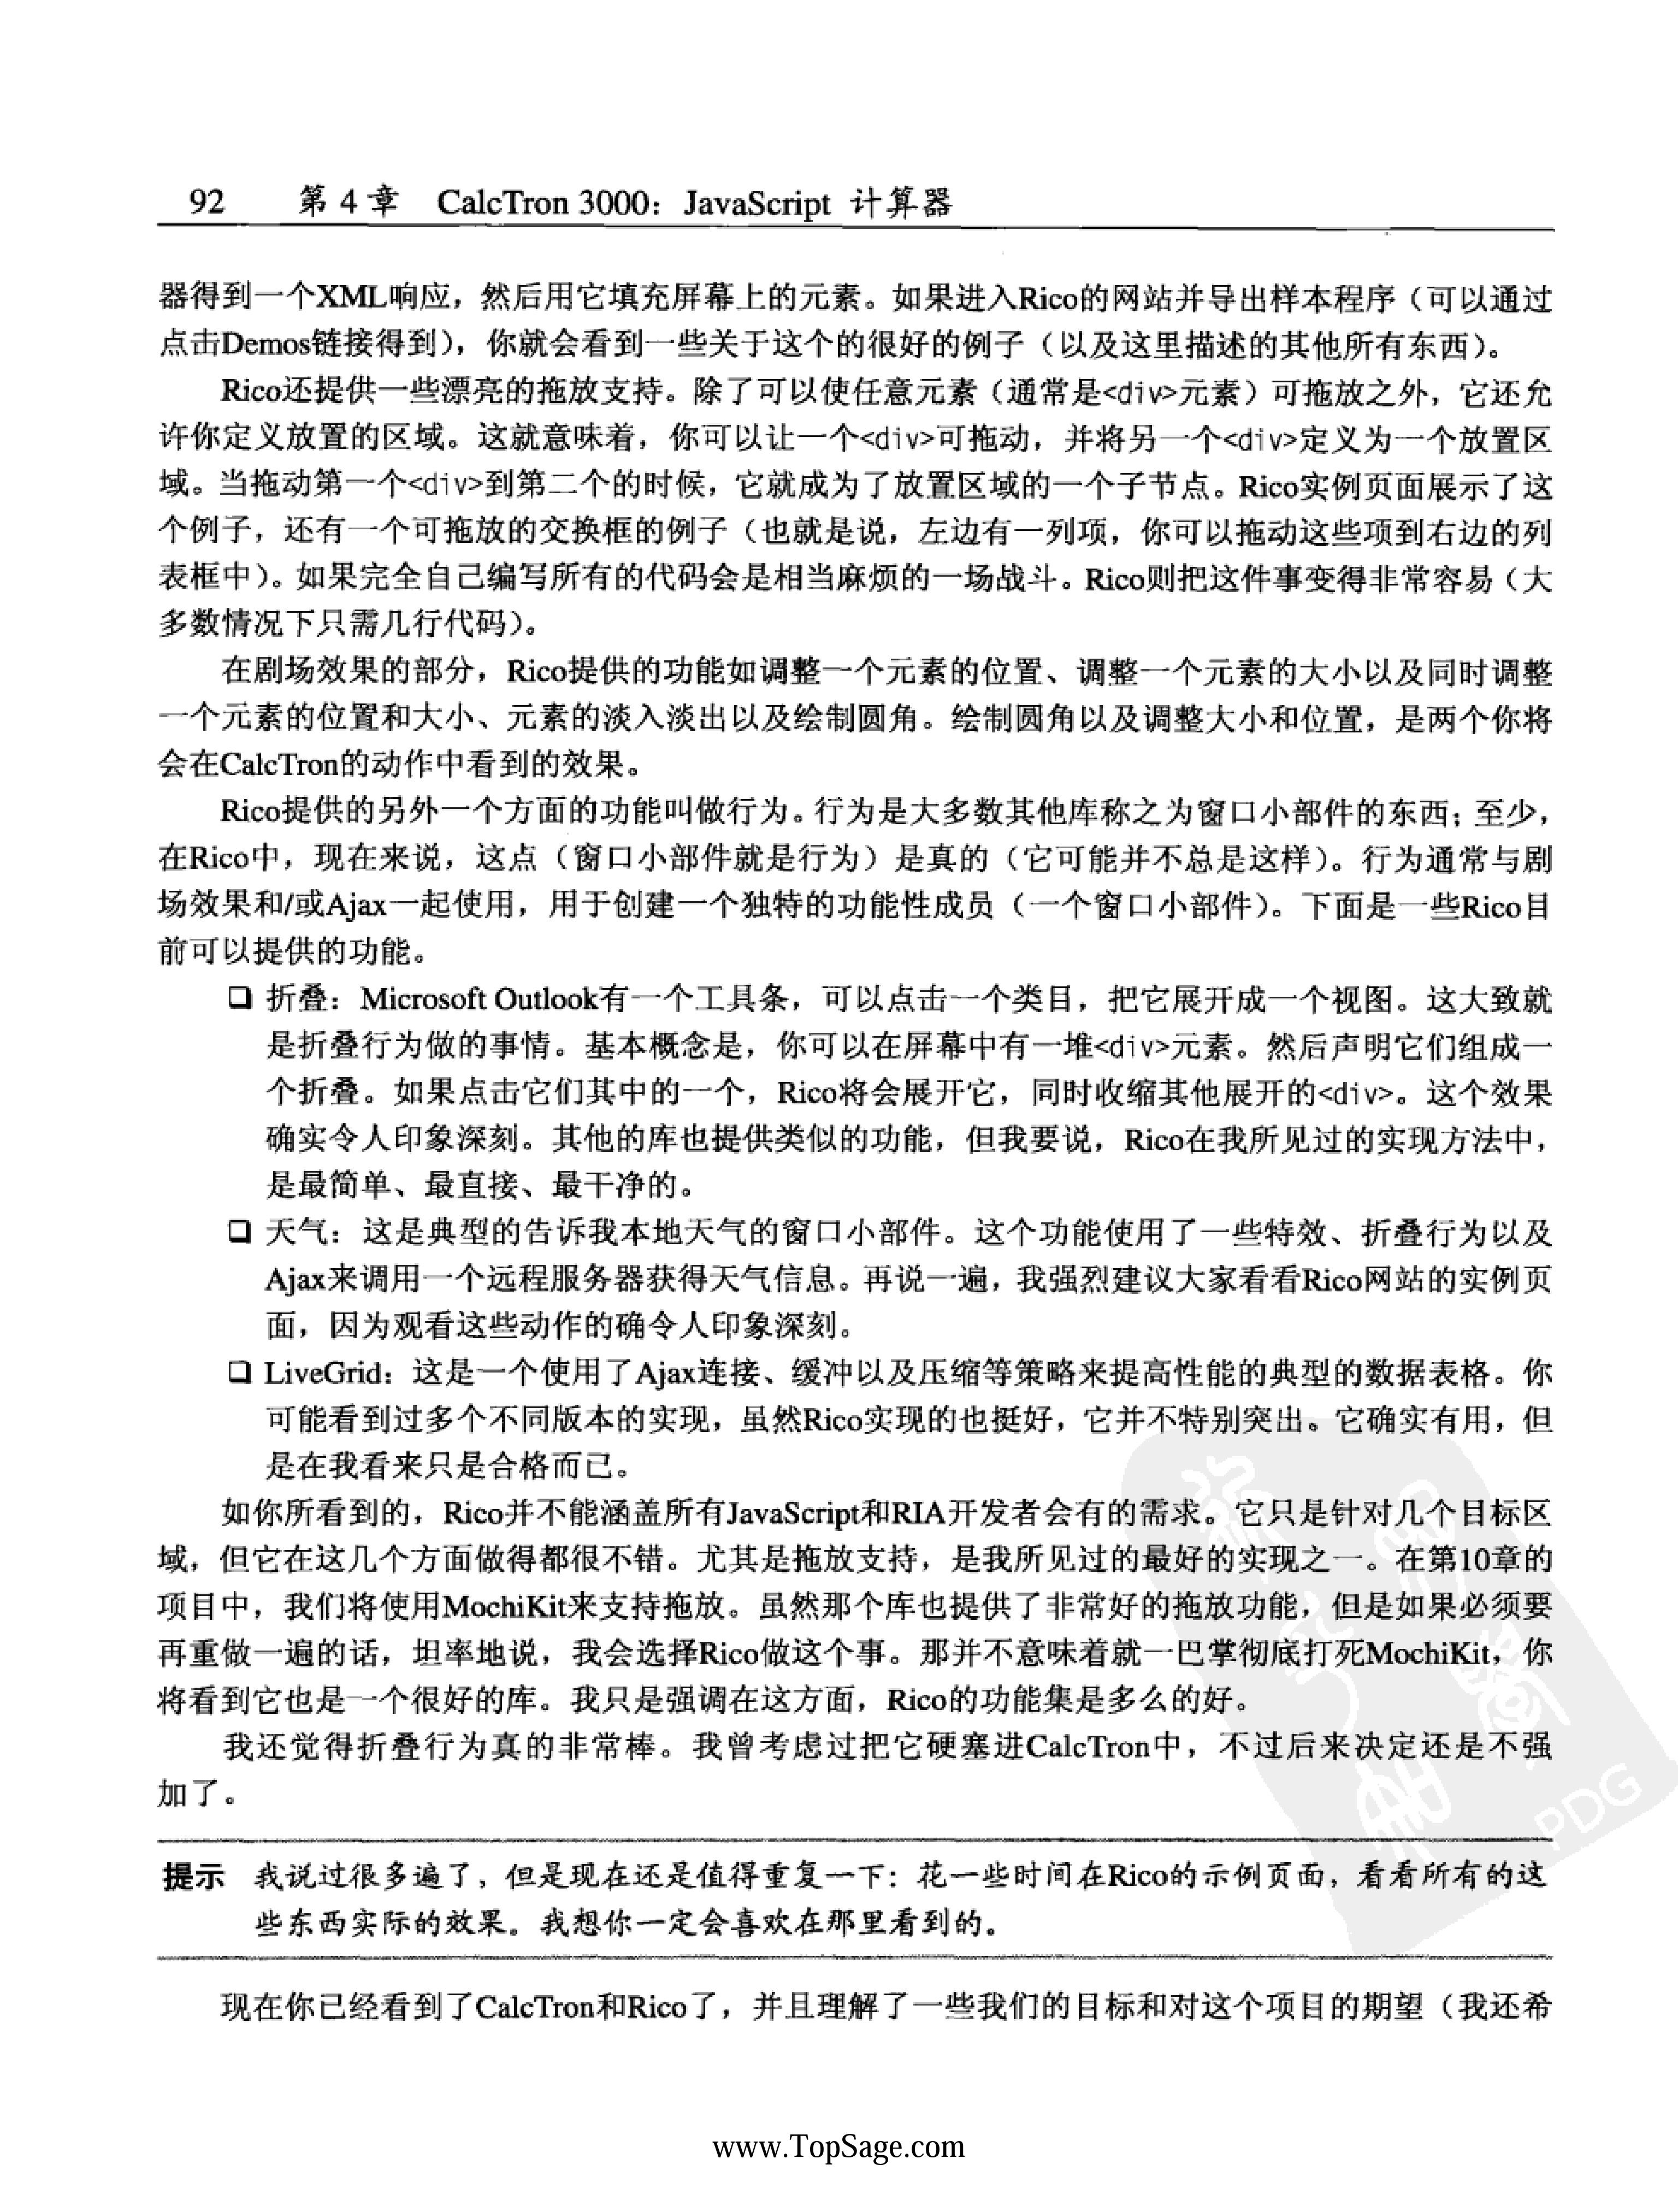 92 第 4 章 CalcTron 3000：JavaScript 计算器
器得到一个XML响应，然后用它填充屏幕上的元素。如果进入Rico的网站并导出样本程序（可以通过
点击Demos链接得到），你就会看到一些关于这个的很好的例子（以及这里描述的其他所有东西）。
Rico还提供一些漂亮的拖放支持。除了可以使任意元素（通常是<div>元素）可拖放之外，它还允
许你定义放置的区域。这就意味着，你可以让一个<div>可拖动，并将另一个<div>定义为一个放置区
域。当拖动第一个<div>到第二个的时候，它就成为了放置区域的一个子节点。Rico实例页面展示了这
个例子，还有一个可拖放的交换框的例子（也就是说，左边有一列项，你可以拖动这些项到右边的列
表框中）。如果完全自己编写所有的代码会是相当麻烦的一场战斗。Rico则把这件事变得非常容易（大
多数情况下只需几行代码）。
在剧场效果的部分，Rico提供的功能如调整一个元素的位置、调整一个元素的大小以及同时调整
一个元素的位置和大小、元素的淡入淡出以及绘制圆角。绘制圆角以及调整大小和位置，是两个你将
会在CalcTron的动作中看到的效果。
Rico提供的另外一个方面的功能叫做行为。行为是大多数其他库称之为窗口小部件的东西；至少，
在Rico中，现在来说，这点（窗口小部件就是行为）是真的（它可能并不总是这样）。行为通常与剧
场效果和/或Ajax一起使用，用于创建一个独特的功能性成员（一个窗口小部件）。下面是一些Rico目
前可以提供的功能。
❑ 折叠：Microsoft Outlook有一个工具条，可以点击一个类目，把它展开成一个视图。这大致就
是折叠行为做的事情。基本概念是，你可以在屏幕中有一堆<div>元素。然后声明它们组成一
个折叠。如果点击它们其中的一个，Rico将会展开它，同时收缩其他展开的<div>。这个效果
确实令人印象深刻。其他的库也提供类似的功能，但我要说，Rico在我所见过的实现方法中，
是最简单、最直接、最干净的。
❑ 天气：这是典型的告诉我本地天气的窗口小部件。这个功能使用了一些特效、折叠行为以及
Ajax来调用一个远程服务器获得天气信息。再说一遍，我强烈建议大家看看Rico网站的实例页
面，因为观看这些动作的确令人印象深刻。
❑ LiveGrid：这是一个使用了Ajax连接、缓冲以及压缩等策略来提高性能的典型的数据表格。你
可能看到过多个不同版本的实现，虽然Rico实现的也挺好，它并不特别突出。它确实有用，但
是在我看来只是合格而已。
如你所看到的，Rico并不能涵盖所有JavaScript和RIA开发者会有的需求。它只是针对几个目标区
域，但它在这几个方面做得都很不错。尤其是拖放支持，是我所见过的最好的实现之一。在第10章的
项目中，我们将使用MochiKit来支持拖放。虽然那个库也提供了非常好的拖放功能，但是如果必须要
再重做一遍的话，坦率地说，我会选择Rico做这个事。那并不意味着就一巴掌彻底打死MochiKit，你
将看到它也是一个很好的库。我只是强调在这方面，Rico的功能集是多么的好。
我还觉得折叠行为真的非常棒。我曾考虑过把它硬塞进CalcTron中，不过后来决定还是不强
加了。
PDG
提示 我说过很多遍了，但是现在还是值得重复一下：花一些时间在Rico的示例页面，看看所有的这
些东西实际的效果。我想你一定会喜欢在那里看到的。
现在你已经看到了CalcTron和Rico了，并且理解了一些我们的目标和对这个项目的期望（我还希
www.TopSage.com